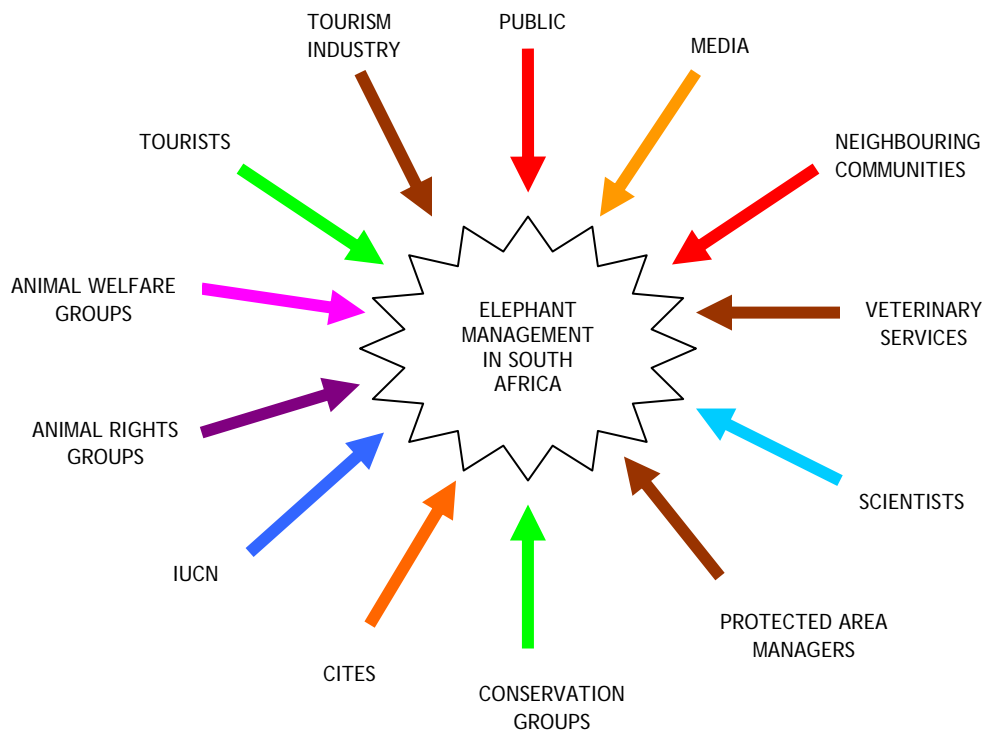 TOURISM
INDUSTRY
PUBLIC
MEDIA
TOURISTS
NEIGHBOURING
COMMUNITIES
ANIMAL WELFARE
GROUPS
ELEPHANT
MANAGEMENT
IN SOUTH
AFRICA
VETERINARY
SERVICES
ANIMAL RIGHTS
GROUPS
SCIENTISTS
IUCN
PROTECTED AREA
MANAGERS
CITES
CONSERVATION
GROUPS